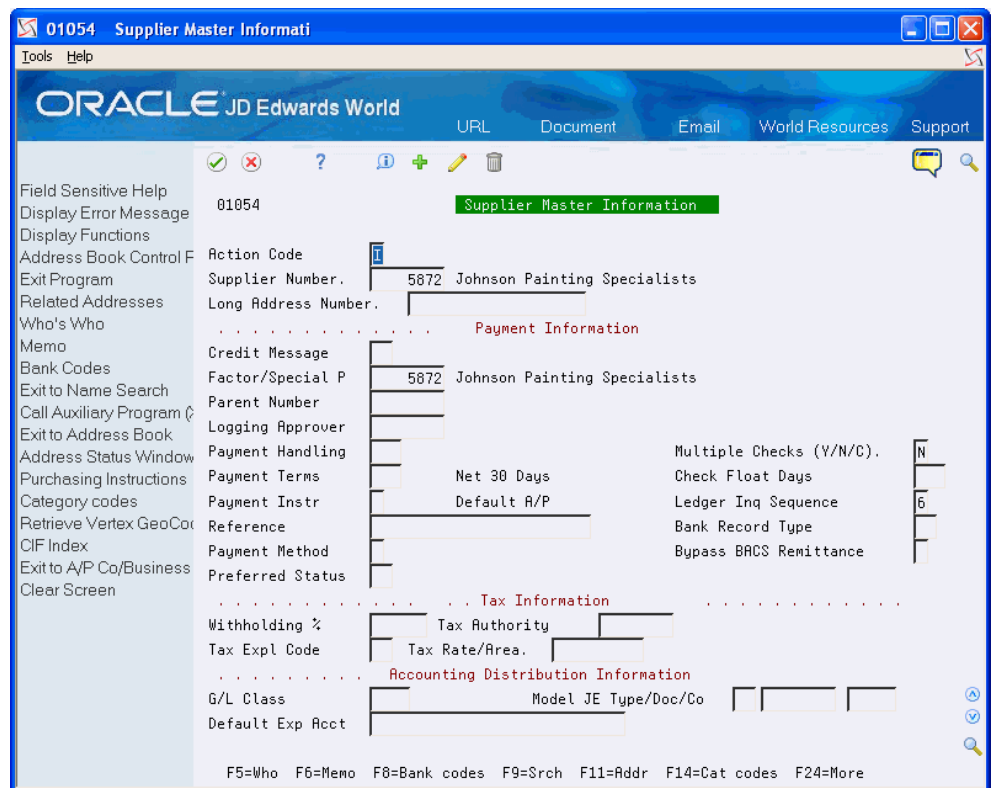 01054 Supplier Master Informati
Tools Help
ORACLE JD Edwards World
URL Document Email World Resources Support
?
Field Sensitive Help
Display Error Message
Display Functions
Address Book Control F
Exit Program
Related Addresses
Who's Who
Memo
Bank Codes
Exit to Name Search
Call Auxiliary Program (
Exit to Address Book
Address Status Window
Purchasing Instructions
Category codes
Retrieve Vertex GeoCo
CIF Index
Exit to A/P Co/Business
Clear Screen
01054 Supplier Master Information
Action Code I
Supplier Number. 5872 Johnson Painting Specialists
Long Address Number.
. . . . . . . . . . . . . Payment Information
Credit Message
Factor/Special P 5872 Johnson Painting Specialists
Parent Number
Logging Approver
Payment Handling Multiple Checks (Y/N/C). N
Payment Terms Net 30 Days Check Float Days
Payment Instr Default A/P Ledger Inq Sequence 6
Reference Bank Record Type
Payment Method Bypass BACS Remittance
Preferred Status
. . . . . . . . . . . . . . . Tax Information . . . . . . . . . . . . .
Withholding % Tax Authority
Tax Expl Code Tax Rate/Area.
. . . . . . . . . Accounting Distribution Information
G/L Class Model JE Type/Doc/Co
Default Exp Acct
F5=Who F6=Memo F8=Bank codes F9=Srch F11=Addr F14=Cat codes F24=More